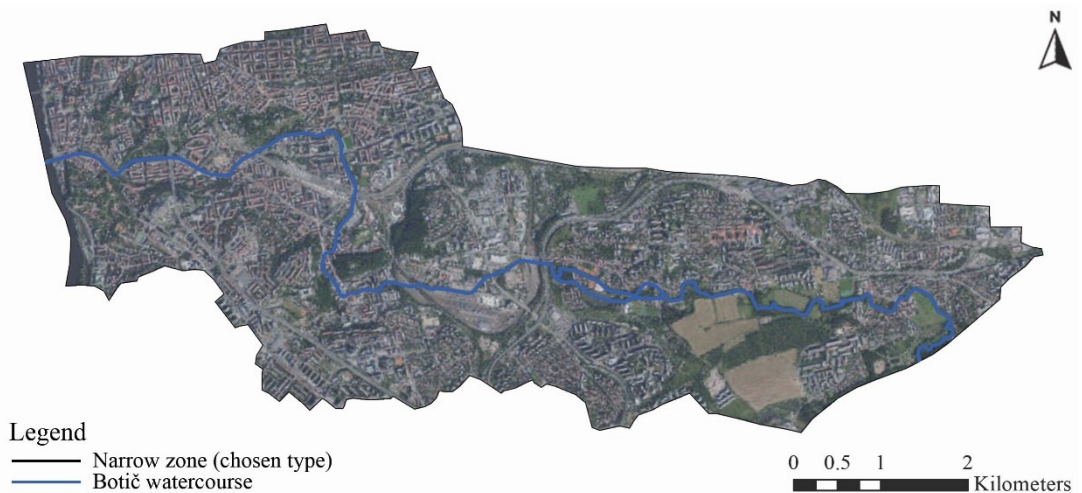 N
Legend
Narrow zone (chosen type)
Botič watercourse
0 0.5 1 2
Kilometers